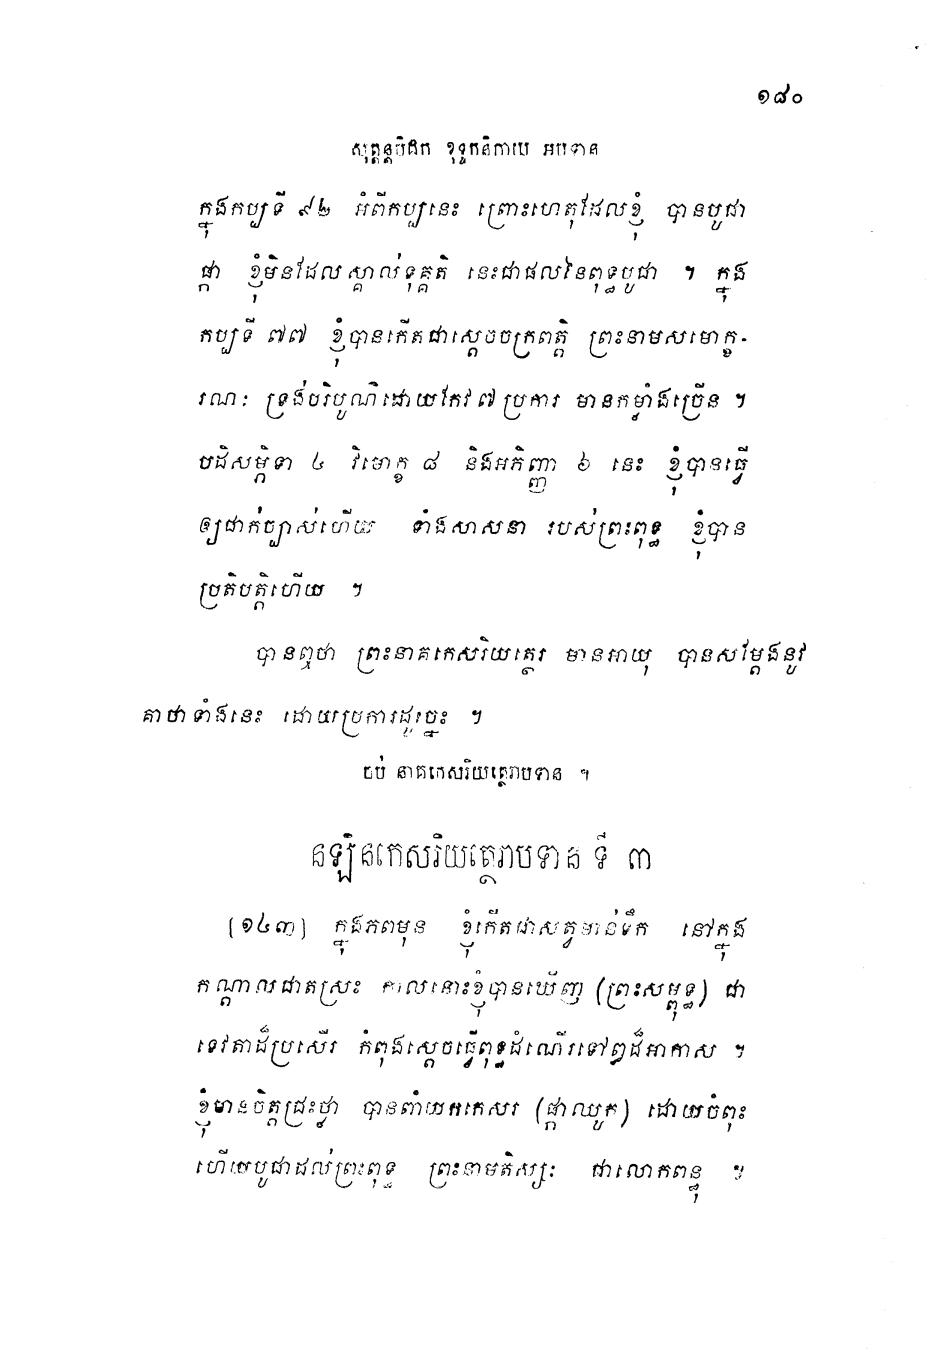 ១៨០
សុត្តន្តបិដក ខុទ្ទកនិកាយ អបទាន
ក្នុងកប្បទី ៩២ អំពីកប្បនេះ ព្រោះហេតុដែលខ្ញុំ បានបូជា
ផ្កា ខ្ញុំមិនដែលស្គាល់ទុគ្គតិ នេះជាផលនៃពុទ្ធបូជា ។ ក្នុង
កប្បទី ៧៧ ខ្ញុំបានកើតជាស្តេចចក្រពត្តិ ព្រះនាមសមោក្ខ-
រណៈ ទ្រង់បរិបូណ៌ដោយកែវ៧ប្រការ មានកម្លាំងច្រើន ។
បដិសម្ភិទា ៤ វិមោក្ខ ៨ និងអភិញ្ញា ៦ នេះ ខ្ញុំបានធ្វើ
ឲ្យជាក់ច្បាស់ហើយ ទាំងសាសនា របស់ព្រះពុទ្ធ ខ្ញុំបាន
ប្រតិបត្តិហើយ ។
បានឮថា ព្រះនាគកេសរិយត្ថេរ មានអាយុ បានសម្តែងនូវ
គាថាទាំងនេះ ដោយប្រការដូច្នេះ ។
ចប់ នាគកេសរិយត្ថេរាបទាន ។
នឡិនកេសរិយត្ថេរាបទាន ទី ៣
[១៤៣] ក្នុងភពមុន ខ្ញុំកើតជាសត្វមាន់ទឹក នៅក្នុង
កណ្តាលជាតស្រះ កាលនោះខ្ញុំបានឃើញ (ព្រះសម្ពុទ្ធ) ជា
ទេវតាដ៏ប្រសើរ កំពុងស្តេចធ្វើពុទ្ធដំណើរទៅឰដ៏អាកាស ។
ខ្ញុំមានចិត្តជ្រះថ្លា បានពាំយកកេសរ (ផ្កាឈូក) ដោយចំពុះ
ហើយបូជាដល់ព្រះពុទ្ធ ព្រះនាមតិស្សៈ ជាលោកពន្ធុ ។